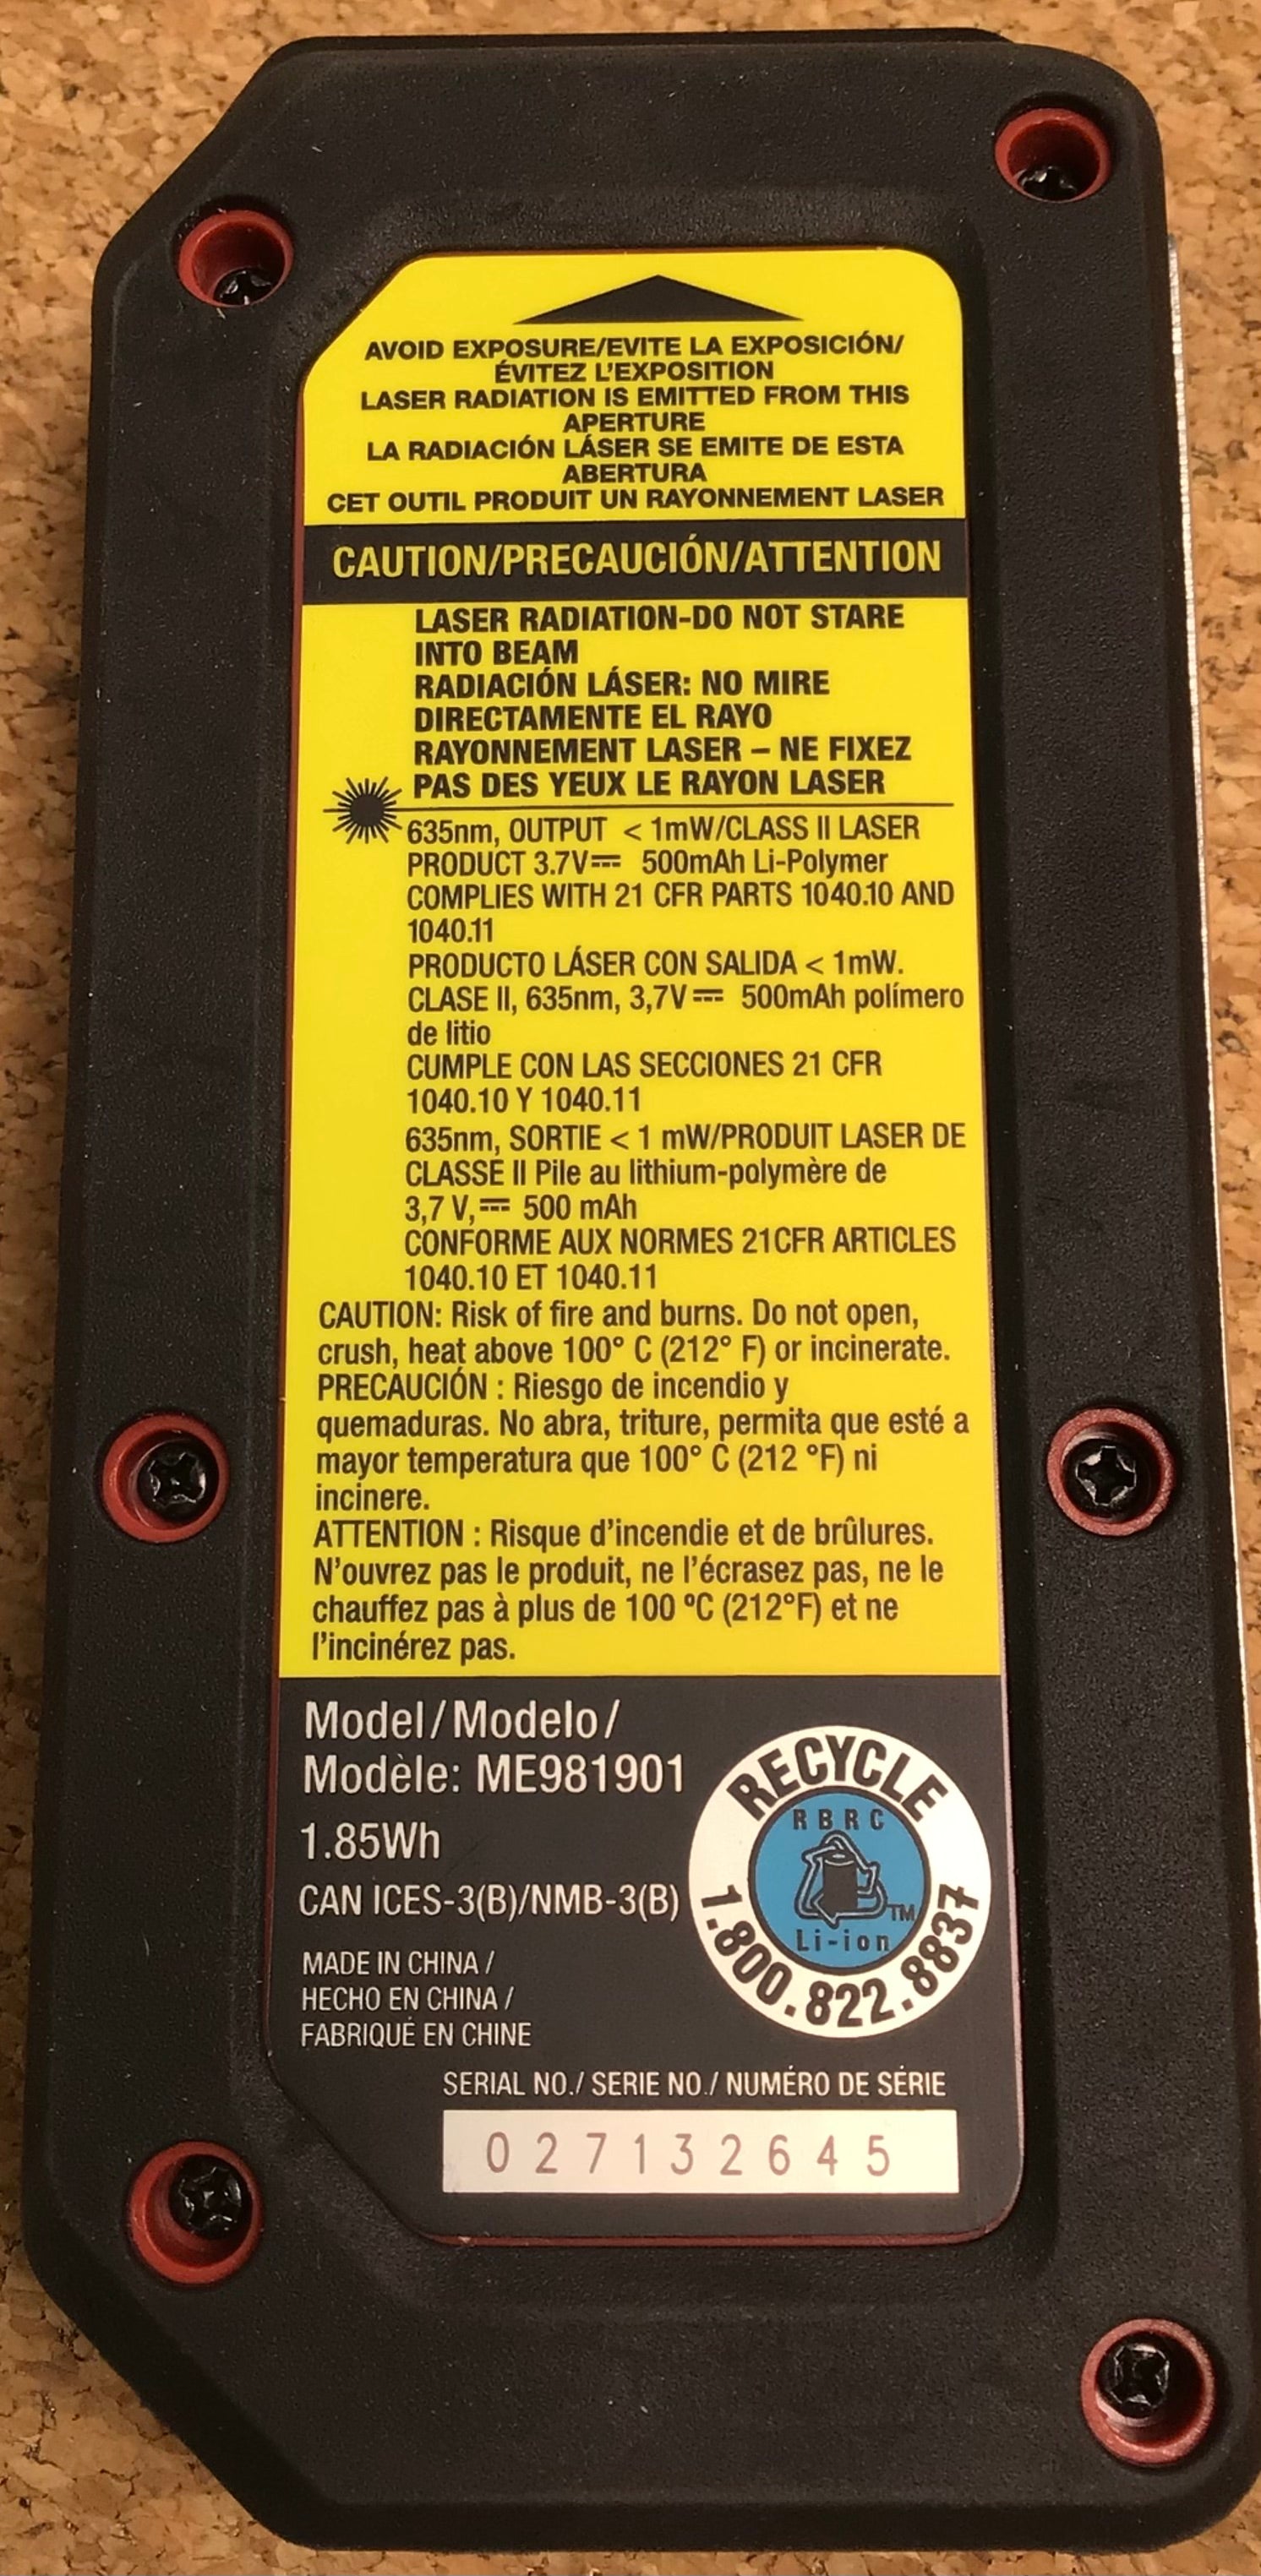 AVOID EXPOSURE/EVITE LA EXPOSICIÓN/
ÉVITEZ L'EXPOSITION
LASER RADIATION IS EMITTED FROM THIS
APERTURE
LA RADIACIÓN LÁSER SE EMITE DE ESTA
ABERTURA
CET OUTIL PRODUIT UN RAYONNEMENT LASER
CAUTION/PRECAUCIÓN/ATTENTION
LASER RADIATION-DO NOT STARE
INTO BEAM
RADIACIÓN LÁSER: NO MIRE
DIRECTAMENTE EL RAYO
RAYONNEMENT LASER – NE FIXEZ
PAS DES YEUX LE RAYON LASER
635nm, OUTPUT < 1mW/CLASS II LASER
PRODUCT 3.7V⎓ 500mAh Li-Polymer
COMPLIES WITH 21 CFR PARTS 1040.10 AND
1040.11
PRODUCTO LÁSER CON SALIDA < 1mW.
CLASE II, 635nm, 3,7V⎓ 500mAh polímero
de litio
CUMPLE CON LAS SECCIONES 21 CFR
1040.10 Y 1040.11
635nm, SORTIE < 1 mW/PRODUIT LASER DE
CLASSE II Pile au lithium-polymère de
3,7 V,⎓ 500 mAh
CONFORME AUX NORMES 21CFR ARTICLES
1040.10 ET 1040.11
CAUTION: Risk of fire and burns. Do not open,
crush, heat above 100° C (212° F) or incinerate.
PRECAUCIÓN : Riesgo de incendio y
quemaduras. No abra, triture, permita que esté a
mayor temperatura que 100° C (212 °F) ni
incinere.
ATTENTION : Risque d'incendie et de brûlures.
N'ouvrez pas le produit, ne l'écrasez pas, ne le
chauffez pas à plus de 100 ºC (212°F) et ne
l'incinérez pas.
Model/Modelo/
Modèle: ME981901
1.85Wh
CAN ICES-3(B)/NMB-3(B)
MADE IN CHINA /
HECHO EN CHINA /
FABRIQUÉ EN CHINE
RECYCLE
RBRC
TM
Li-ion
1.800.822.8837
SERIAL NO./ SERIE NO./ NUMÉRO DE SÉRIE
027132645